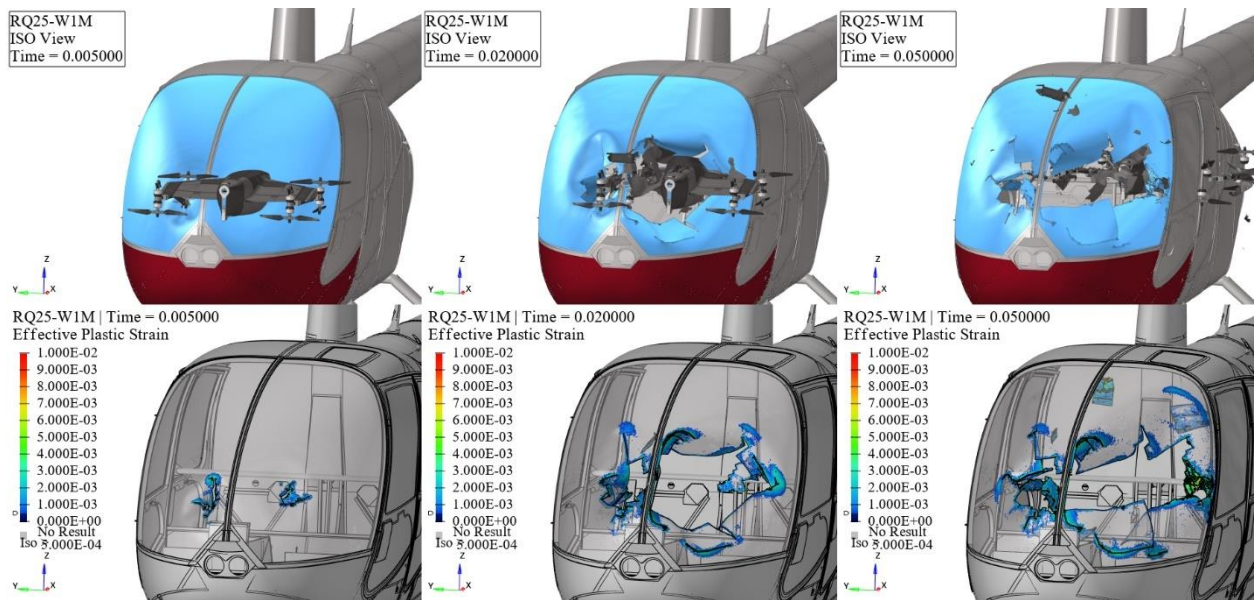 RQ25-W1M
ISO View
Time = 0.005000
Z
Y
X
RQ25-W1M
ISO View
Time = 0.020000
Z
Y
X
RQ25-W1M
ISO View
Time = 0.050000
Z
Y
X
RQ25-W1M | Time = 0.005000
Effective Plastic Strain
1.000E-02
9.000E-03
8.000E-03
7.000E-03
6.000E-03
5.000E-03
4.000E-03
3.000E-03
2.000E-03
1.000E-03
0.000E+00
No Result
Iso = 5.000E-04
Z
Y
X
RQ25-W1M | Time = 0.020000
Effective Plastic Strain
1.000E-02
9.000E-03
8.000E-03
7.000E-03
6.000E-03
5.000E-03
4.000E-03
3.000E-03
2.000E-03
1.000E-03
0.000E+00
No Result
Iso = 5.000E-04
Z
Y
X
RQ25-W1M | Time = 0.050000
Effective Plastic Strain
1.000E-02
9.000E-03
8.000E-03
7.000E-03
6.000E-03
5.000E-03
4.000E-03
3.000E-03
2.000E-03
1.000E-03
0.000E+00
No Result
Iso = 5.000E-04
Z
Y
X